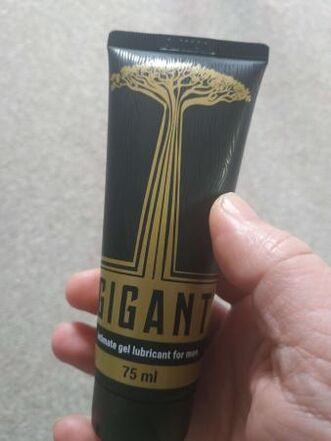 GIGANT
intimate gel lubricant for men
75 ml